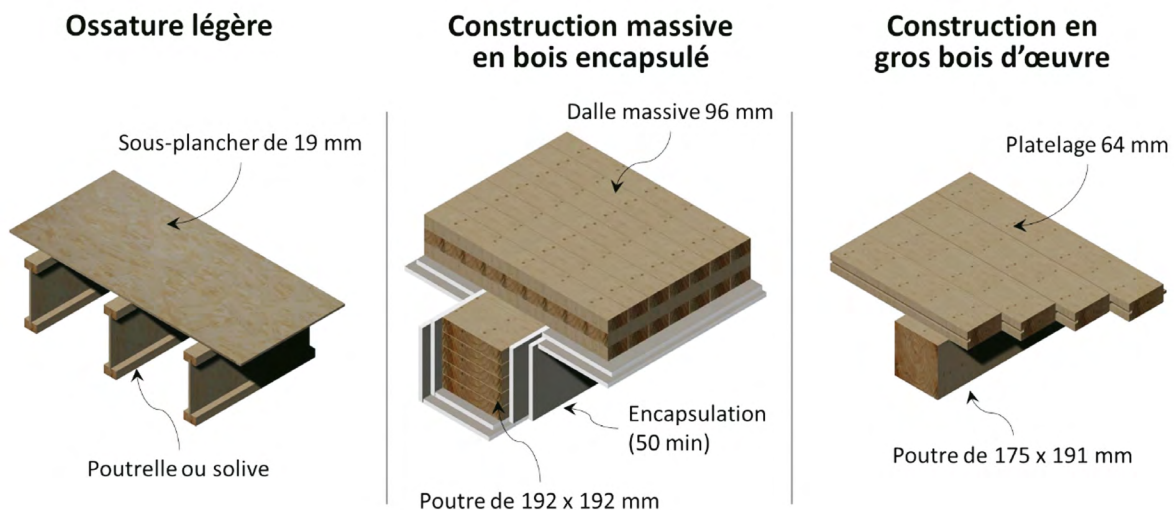 Ossature légère
Sous-plancher de 19 mm
Poutrelle ou solive
Construction massive
en bois encapsulé
Dalle massive 96 mm
Encapsulation
(50 min)
Poutre de 192 x 192 mm
Construction en
gros bois d’œuvre
Platelage 64 mm
Poutre de 175 x 191 mm